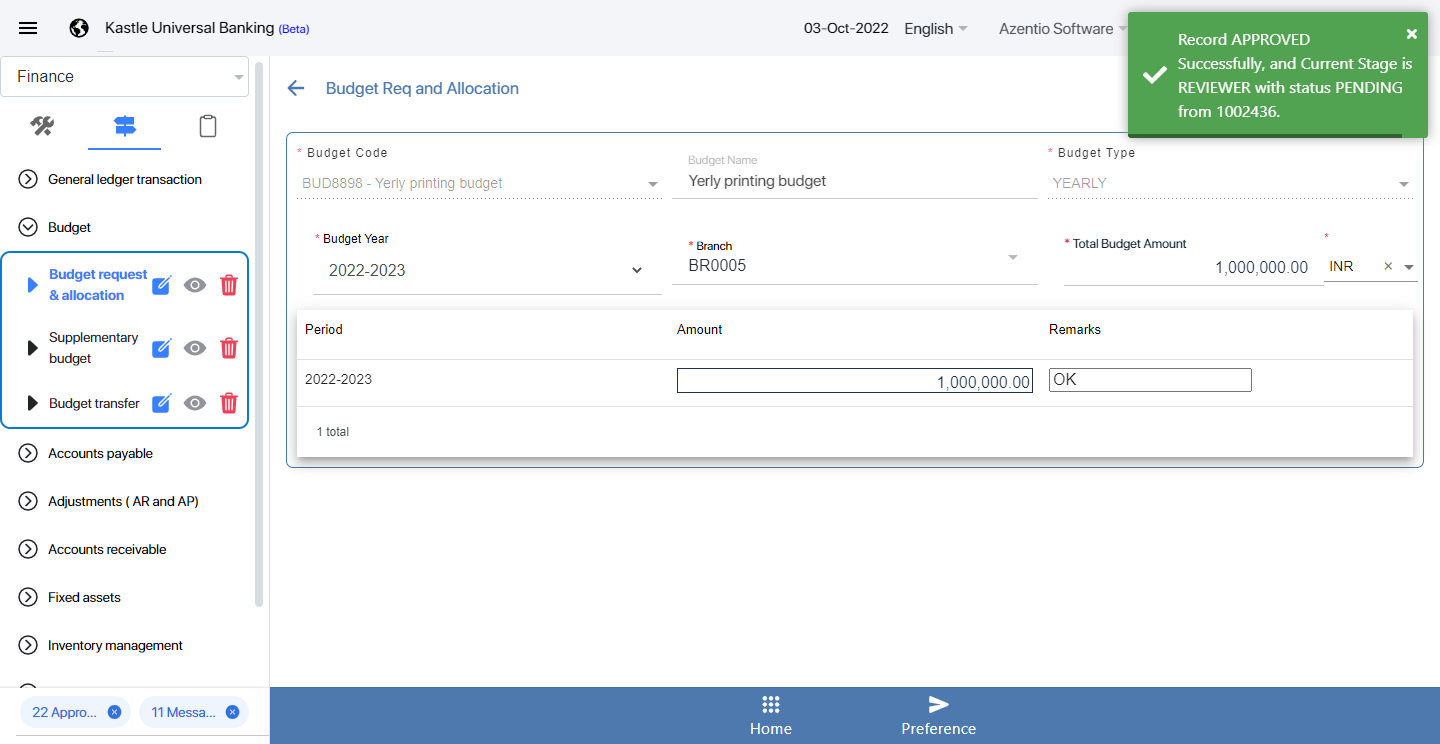 Kastle Universal Banking (Beta)
03-Oct-2022
English
Azentio Software
Record APPROVED
Successfully, and Current Stage is
REVIEWER with status PENDING
from 1002436.
Finance
General ledger transaction
Budget
Budget request
& allocation
Supplementary
budget
Budget transfer
Accounts payable
Adjustments ( AR and AP)
Accounts receivable
Fixed assets
Inventory management
22 Appro...
11 Messa...
Budget Req and Allocation
* Budget Code
BUD8898 - Yerly printing budget
Budget Name
Yerly printing budget
* Budget Type
YEARLY
* Budget Year
2022-2023
* Branch
BR0005
* Total Budget Amount
1,000,000.00
*
INR
Period Amount Remarks
2022-2023 1,000,000.00 OK
1 total
Home
Preference